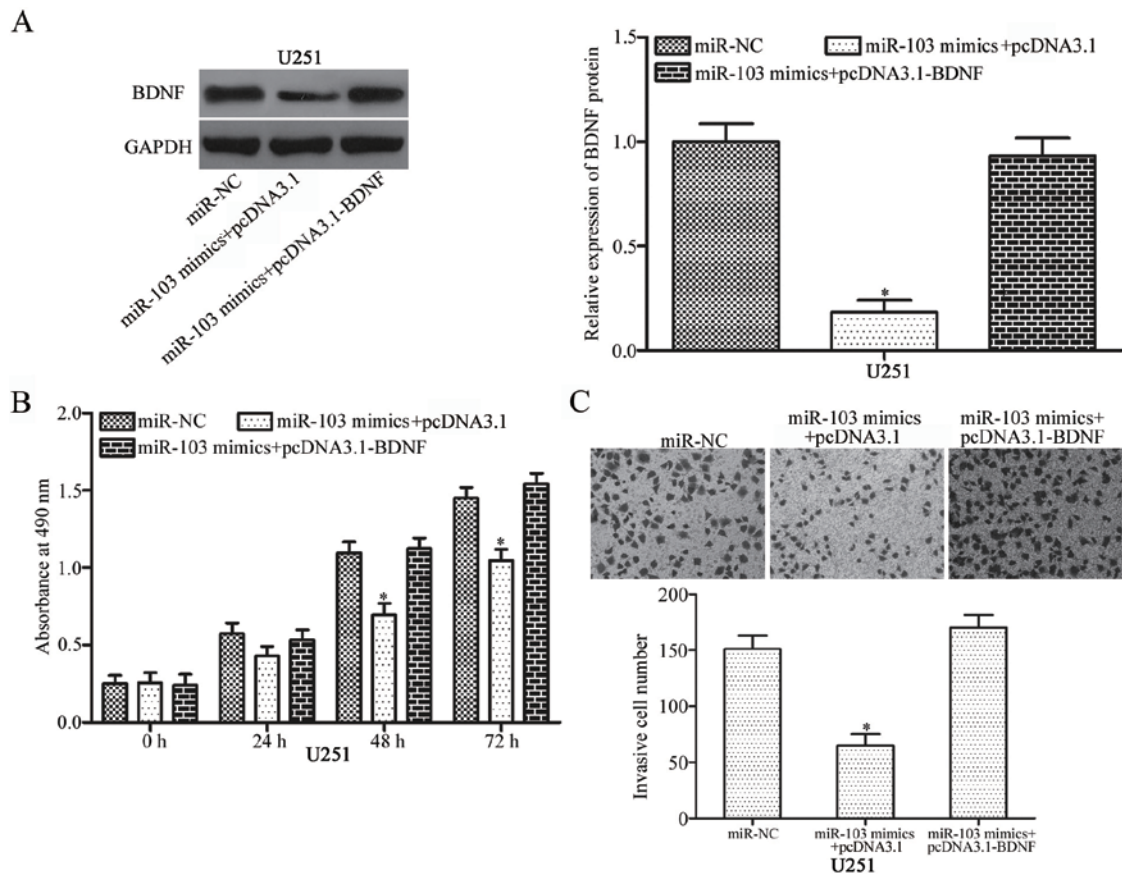 A
U251
BDNF
GAPDH
miR-NC
miR-103 mimics+pcDNA3.1
miR-103 mimics+pcDNA3.1-BDNF
Relative expression of BDNF protein
1.5
1.0
0.5
0.0
miR-NC
miR-103 mimics+pcDNA3.1
miR-103 mimics+pcDNA3.1-BDNF
*
U251
B
Absorbance at 490 nm
2.0
1.5
1.0
0.5
0.0
miR-NC
miR-103 mimics+pcDNA3.1
miR-103 mimics+pcDNA3.1-BDNF
*
*
0 h
24 h
48 h
72 h
U251
C
miR-NC
miR-103 mimics
+pcDNA3.1
miR-103 mimics+
pcDNA3.1-BDNF
Invasive cell number
200
150
100
50
0
*
miR-NC
miR-103 mimics
+pcDNA3.1
miR-103 mimics+
pcDNA3.1-BDNF
U251